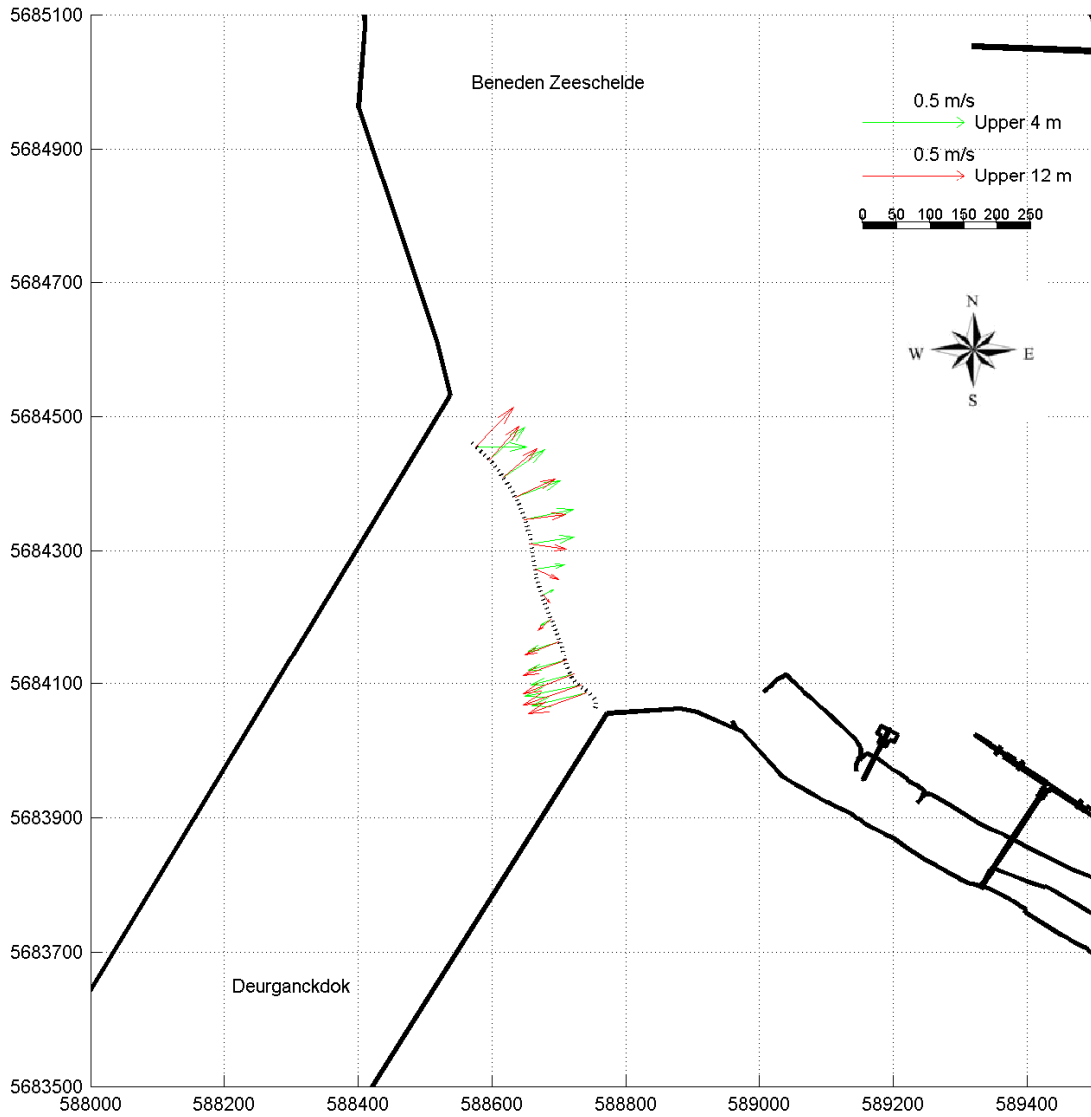 5685100
Beneden Zeeschelde
0.5 m/s
Upper 4 m
5684900
0.5 m/s
Upper 12 m
0 50 100 150 200 250
5684700
N
W E
S
5684500
5684300
5684100
5683900
5683700
Deurganckdok
5683500
588000 588200 588400 588600 588800 589000 589200 589400